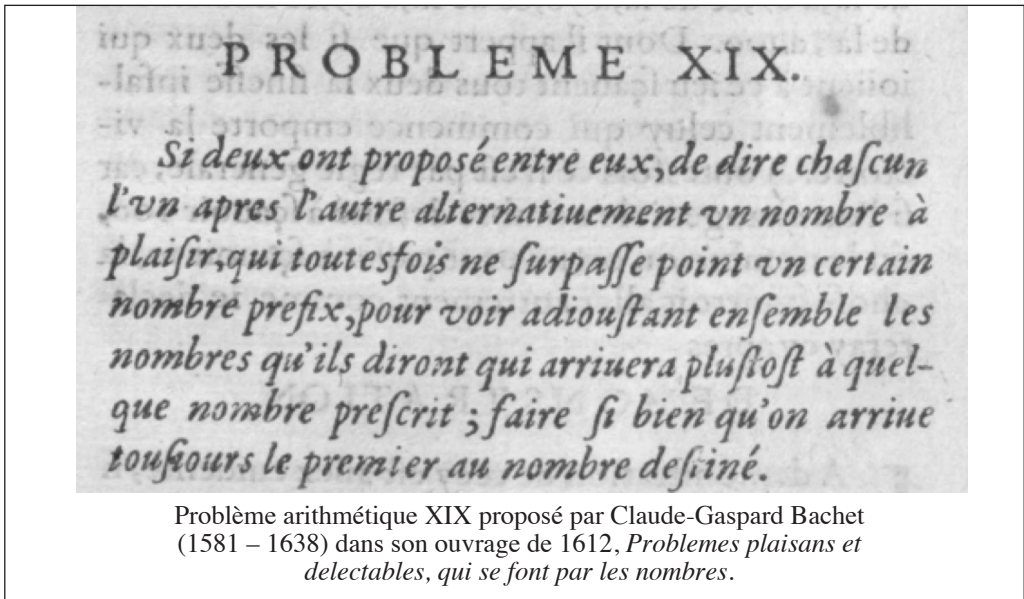 PROBLEME XIX.
Si deux ont proposé entre eux, de dire chaſcun
l'vn apres l'autre alternatiuement vn nombre à
plaiſir, qui toutesfois ne ſurpaſſe point vn certain
nombre prefix, pour voir adiouſtant enſemble les
nombres qu'ils diront qui arriuera pluſtoſt à quel-
que nombre preſcrit ; faire ſi bien qu'on arriue
touſiours le premier au nombre deſtiné.
Problème arithmétique XIX proposé par Claude-Gaspard Bachet
(1581 – 1638) dans son ouvrage de 1612, Problemes plaisans et
delectables, qui se font par les nombres.